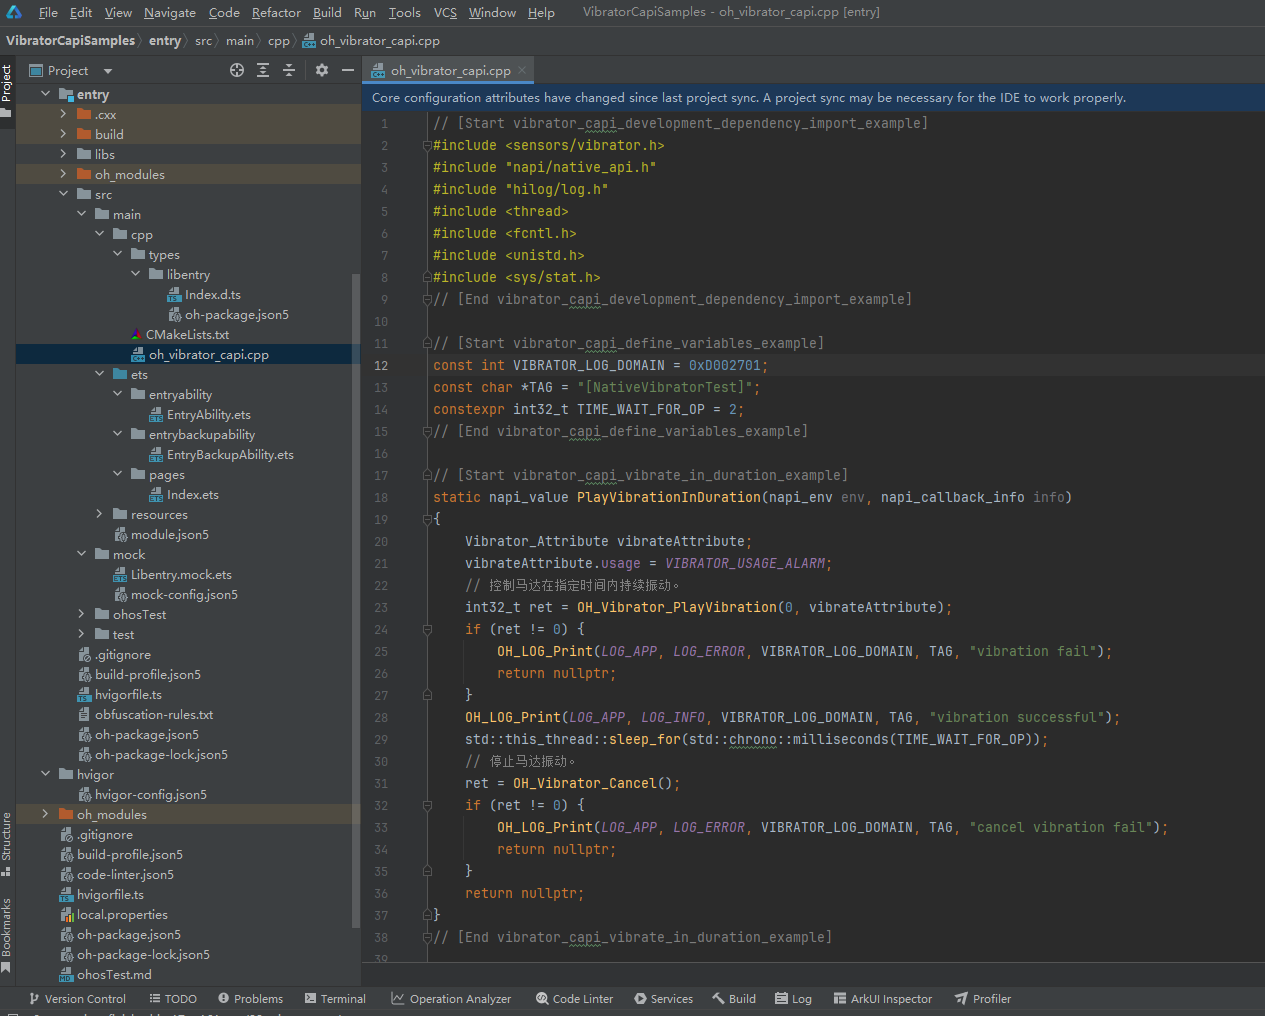 File Edit View Navigate Code Refactor Build Run Tools VCS Window Help VibratorCapiSamples - oh_vibrator_capi.cpp [entry]
VibratorCapiSamples entry src main cpp oh_vibrator_capi.cpp
Project
Project
oh_vibrator_capi.cpp
Core configuration attributes have changed since last project sync. A project sync may be necessary for the IDE to work properly.
entry
.cxx
build
libs
oh_modules
src
main
cpp
types
libentry
Index.d.ts
oh-package.json5
CMakeLists.txt
oh_vibrator_capi.cpp
ets
entryability
EntryAbility.ets
entrybackupability
EntryBackupAbility.ets
pages
Index.ets
resources
module.json5
mock
Libentry.mock.ets
mock-config.json5
ohosTest
test
.gitignore
build-profile.json5
hvigorfile.ts
obfuscation-rules.txt
oh-package.json5
oh-package-lock.json5
hvigor
hvigor-config.json5
oh_modules
.gitignore
build-profile.json5
code-linter.json5
hvigorfile.ts
local.properties
oh-package.json5
oh-package-lock.json5
ohosTest.md
Structure
Bookmarks
1 // [Start vibrator_capi_development_dependency_import_example]
2 #include <sensors/vibrator.h>
3 #include "napi/native_api.h"
4 #include "hilog/log.h"
5 #include <thread>
6 #include <fcntl.h>
7 #include <unistd.h>
8 #include <sys/stat.h>
9 // [End vibrator_capi_development_dependency_import_example]
10
11 // [Start vibrator_capi_define_variables_example]
12 const int VIBRATOR_LOG_DOMAIN = 0xD002701;
13 const char *TAG = "[NativeVibratorTest]";
14 constexpr int32_t TIME_WAIT_FOR_OP = 2;
15 // [End vibrator_capi_define_variables_example]
16
17 // [Start vibrator_capi_vibrate_in_duration_example]
18 static napi_value PlayVibrationInDuration(napi_env env, napi_callback_info info)
19 {
20 Vibrator_Attribute vibrateAttribute;
21 vibrateAttribute.usage = VIBRATOR_USAGE_ALARM;
22 // 控制马达在指定时间内持续振动。
23 int32_t ret = OH_Vibrator_PlayVibration(0, vibrateAttribute);
24 if (ret != 0) {
25 OH_LOG_Print(LOG_APP, LOG_ERROR, VIBRATOR_LOG_DOMAIN, TAG, "vibration fail");
26 return nullptr;
27 }
28 OH_LOG_Print(LOG_APP, LOG_INFO, VIBRATOR_LOG_DOMAIN, TAG, "vibration successful");
29 std::this_thread::sleep_for(std::chrono::milliseconds(TIME_WAIT_FOR_OP));
30 // 停止马达振动。
31 ret = OH_Vibrator_Cancel();
32 if (ret != 0) {
33 OH_LOG_Print(LOG_APP, LOG_ERROR, VIBRATOR_LOG_DOMAIN, TAG, "cancel vibration fail");
34 return nullptr;
35 }
36 return nullptr;
37 }
38 // [End vibrator_capi_vibrate_in_duration_example]
39
Version Control TODO Problems Terminal Operation Analyzer Code Linter Services Build Log ArkUI Inspector Profiler